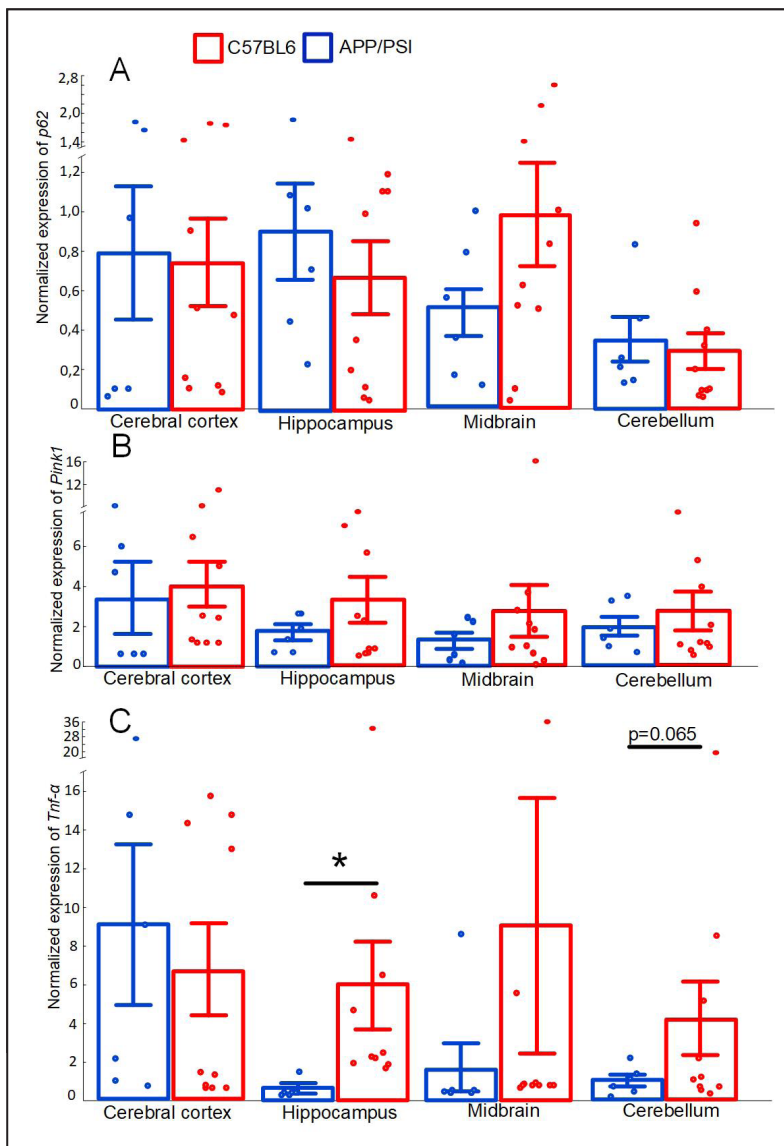 C57BL6 APP/PSI
A
Normalized expression of p62
2,8
2,0
1,4
1,2
1,0
0,8
0,6
0,4
0,2
0
Cerebral cortex Hippocampus Midbrain Cerebellum
B
Normalized expression of Pink1
16
12
8
6
4
2
0
Cerebral cortex Hippocampus Midbrain Cerebellum
C
Normalized expression of Tnf-α
36
28
20
16
14
12
10
8
6
4
2
0
*
p=0.065
Cerebral cortex Hippocampus Midbrain Cerebellum